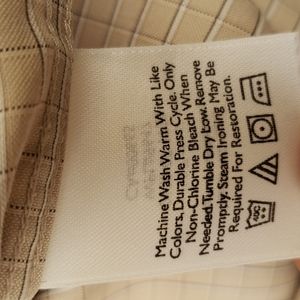 Machine Wash Warm With Like
Colors, Durable Press Cycle. Only
Non-Chlorine Bleach When
Needed. Tumble Dry Low. Remove
Promptly. Steam Ironing May Be
Required For Restoration.